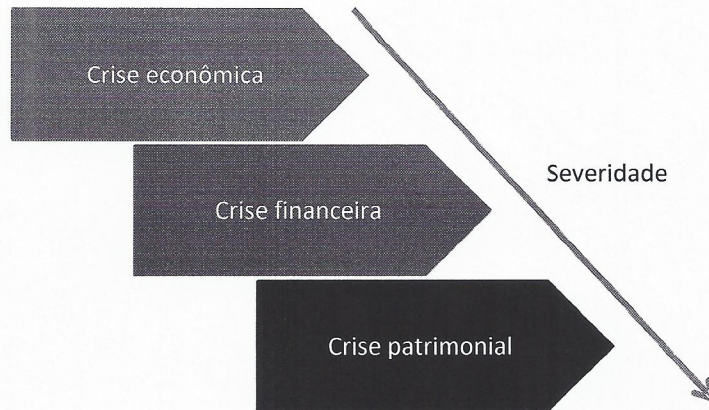 Crise econômica
Severidade
Crise financeira
Crise patrimonial